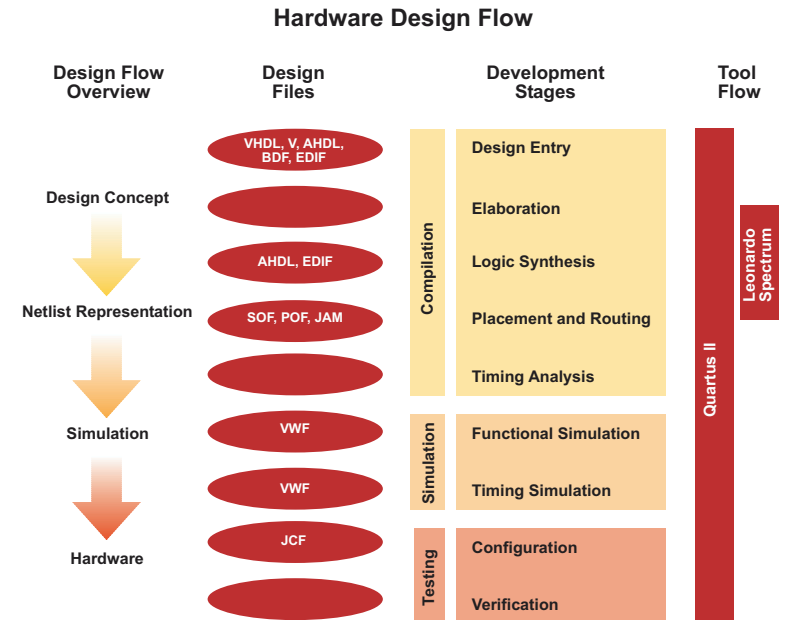 Hardware Design Flow
Design Flow
Overview
Design
Files
Development
Stages
Tool
Flow
Design Concept
Netlist Representation
Simulation
Hardware
VHDL, V, AHDL,
BDF, EDIF
AHDL, EDIF
SOF, POF, JAM
VWF
VWF
JCF
Compilation
Design Entry
Elaboration
Logic Synthesis
Placement and Routing
Timing Analysis
Simulation
Functional Simulation
Timing Simulation
Testing
Configuration
Verification
Quartus II
Leonardo
Spectrum